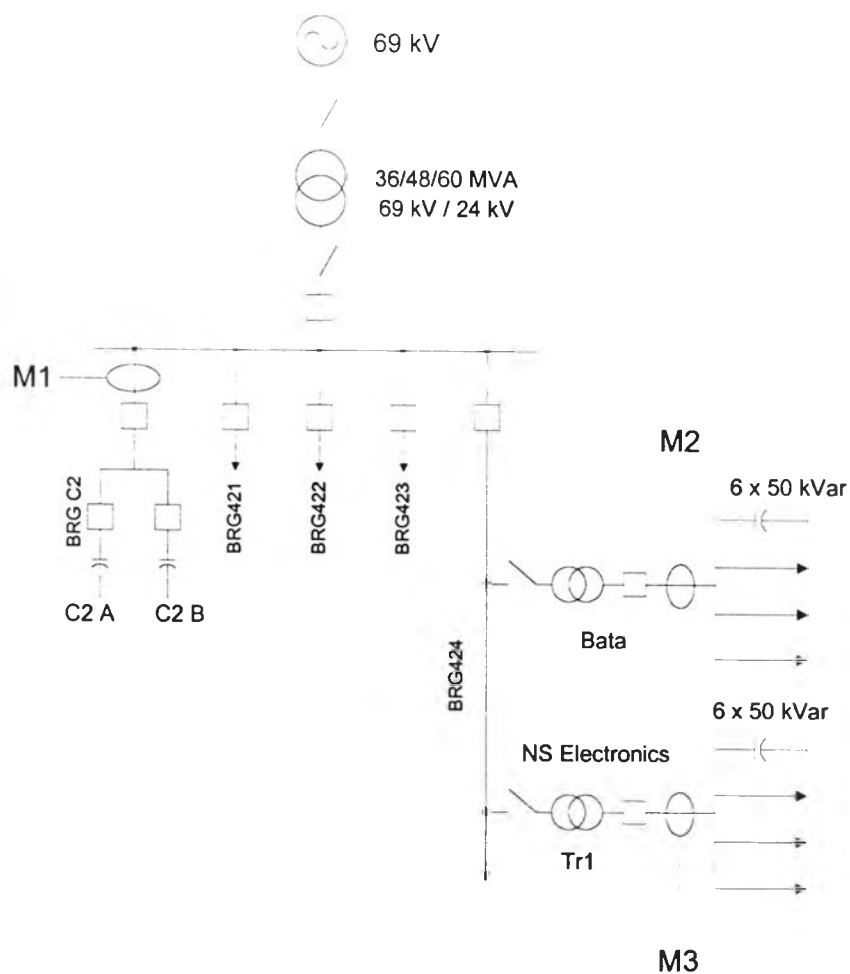 69 kV
36/48/60 MVA
69 kV / 24 kV
M1
BRG C2
BRG421
BRG422
BRG423
M2
6 x 50 kVar
C2 A
C2 B
Bata
BRG424
6 x 50 kVar
NS Electronics
Tr1
M3